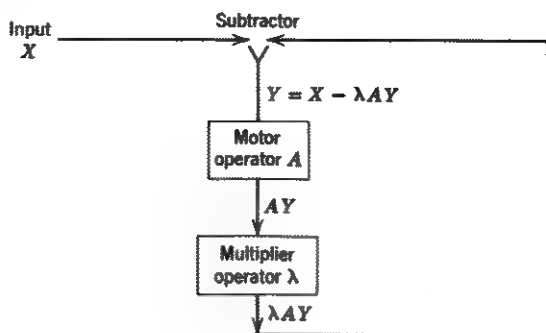 Subtractor
Input
X
Y = X − λAY
Motor
operator A
AY
Multiplier
operator λ
λAY